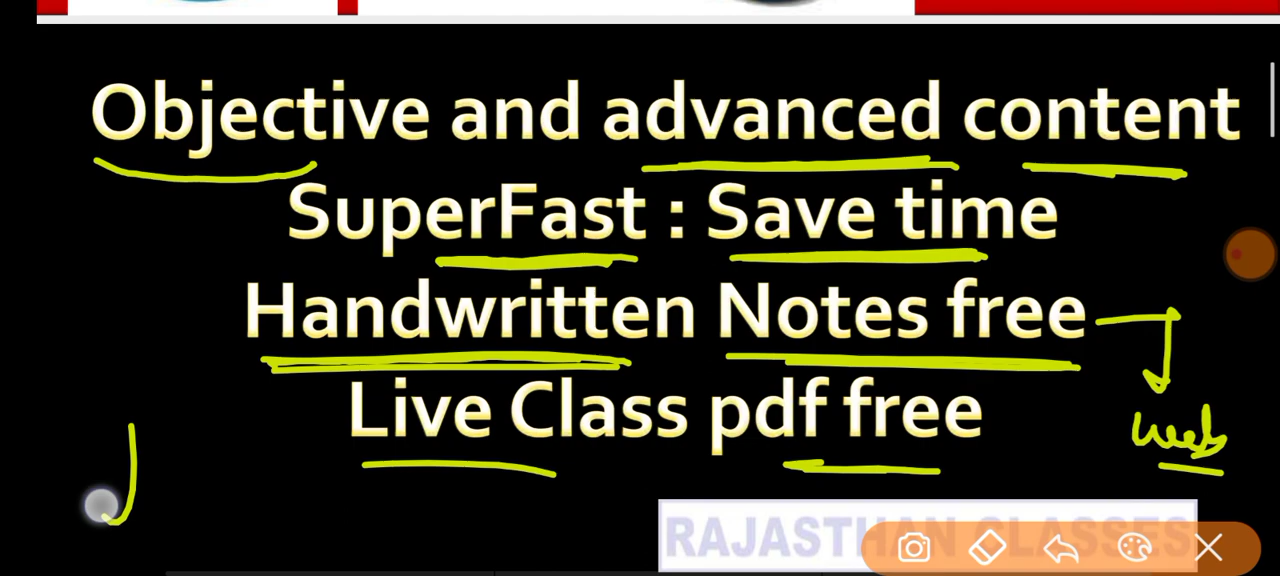 Objective and advanced content
SuperFast : Save time
Handwritten Notes free
Live Class pdf free
web
RAJASTHAN CLASSES